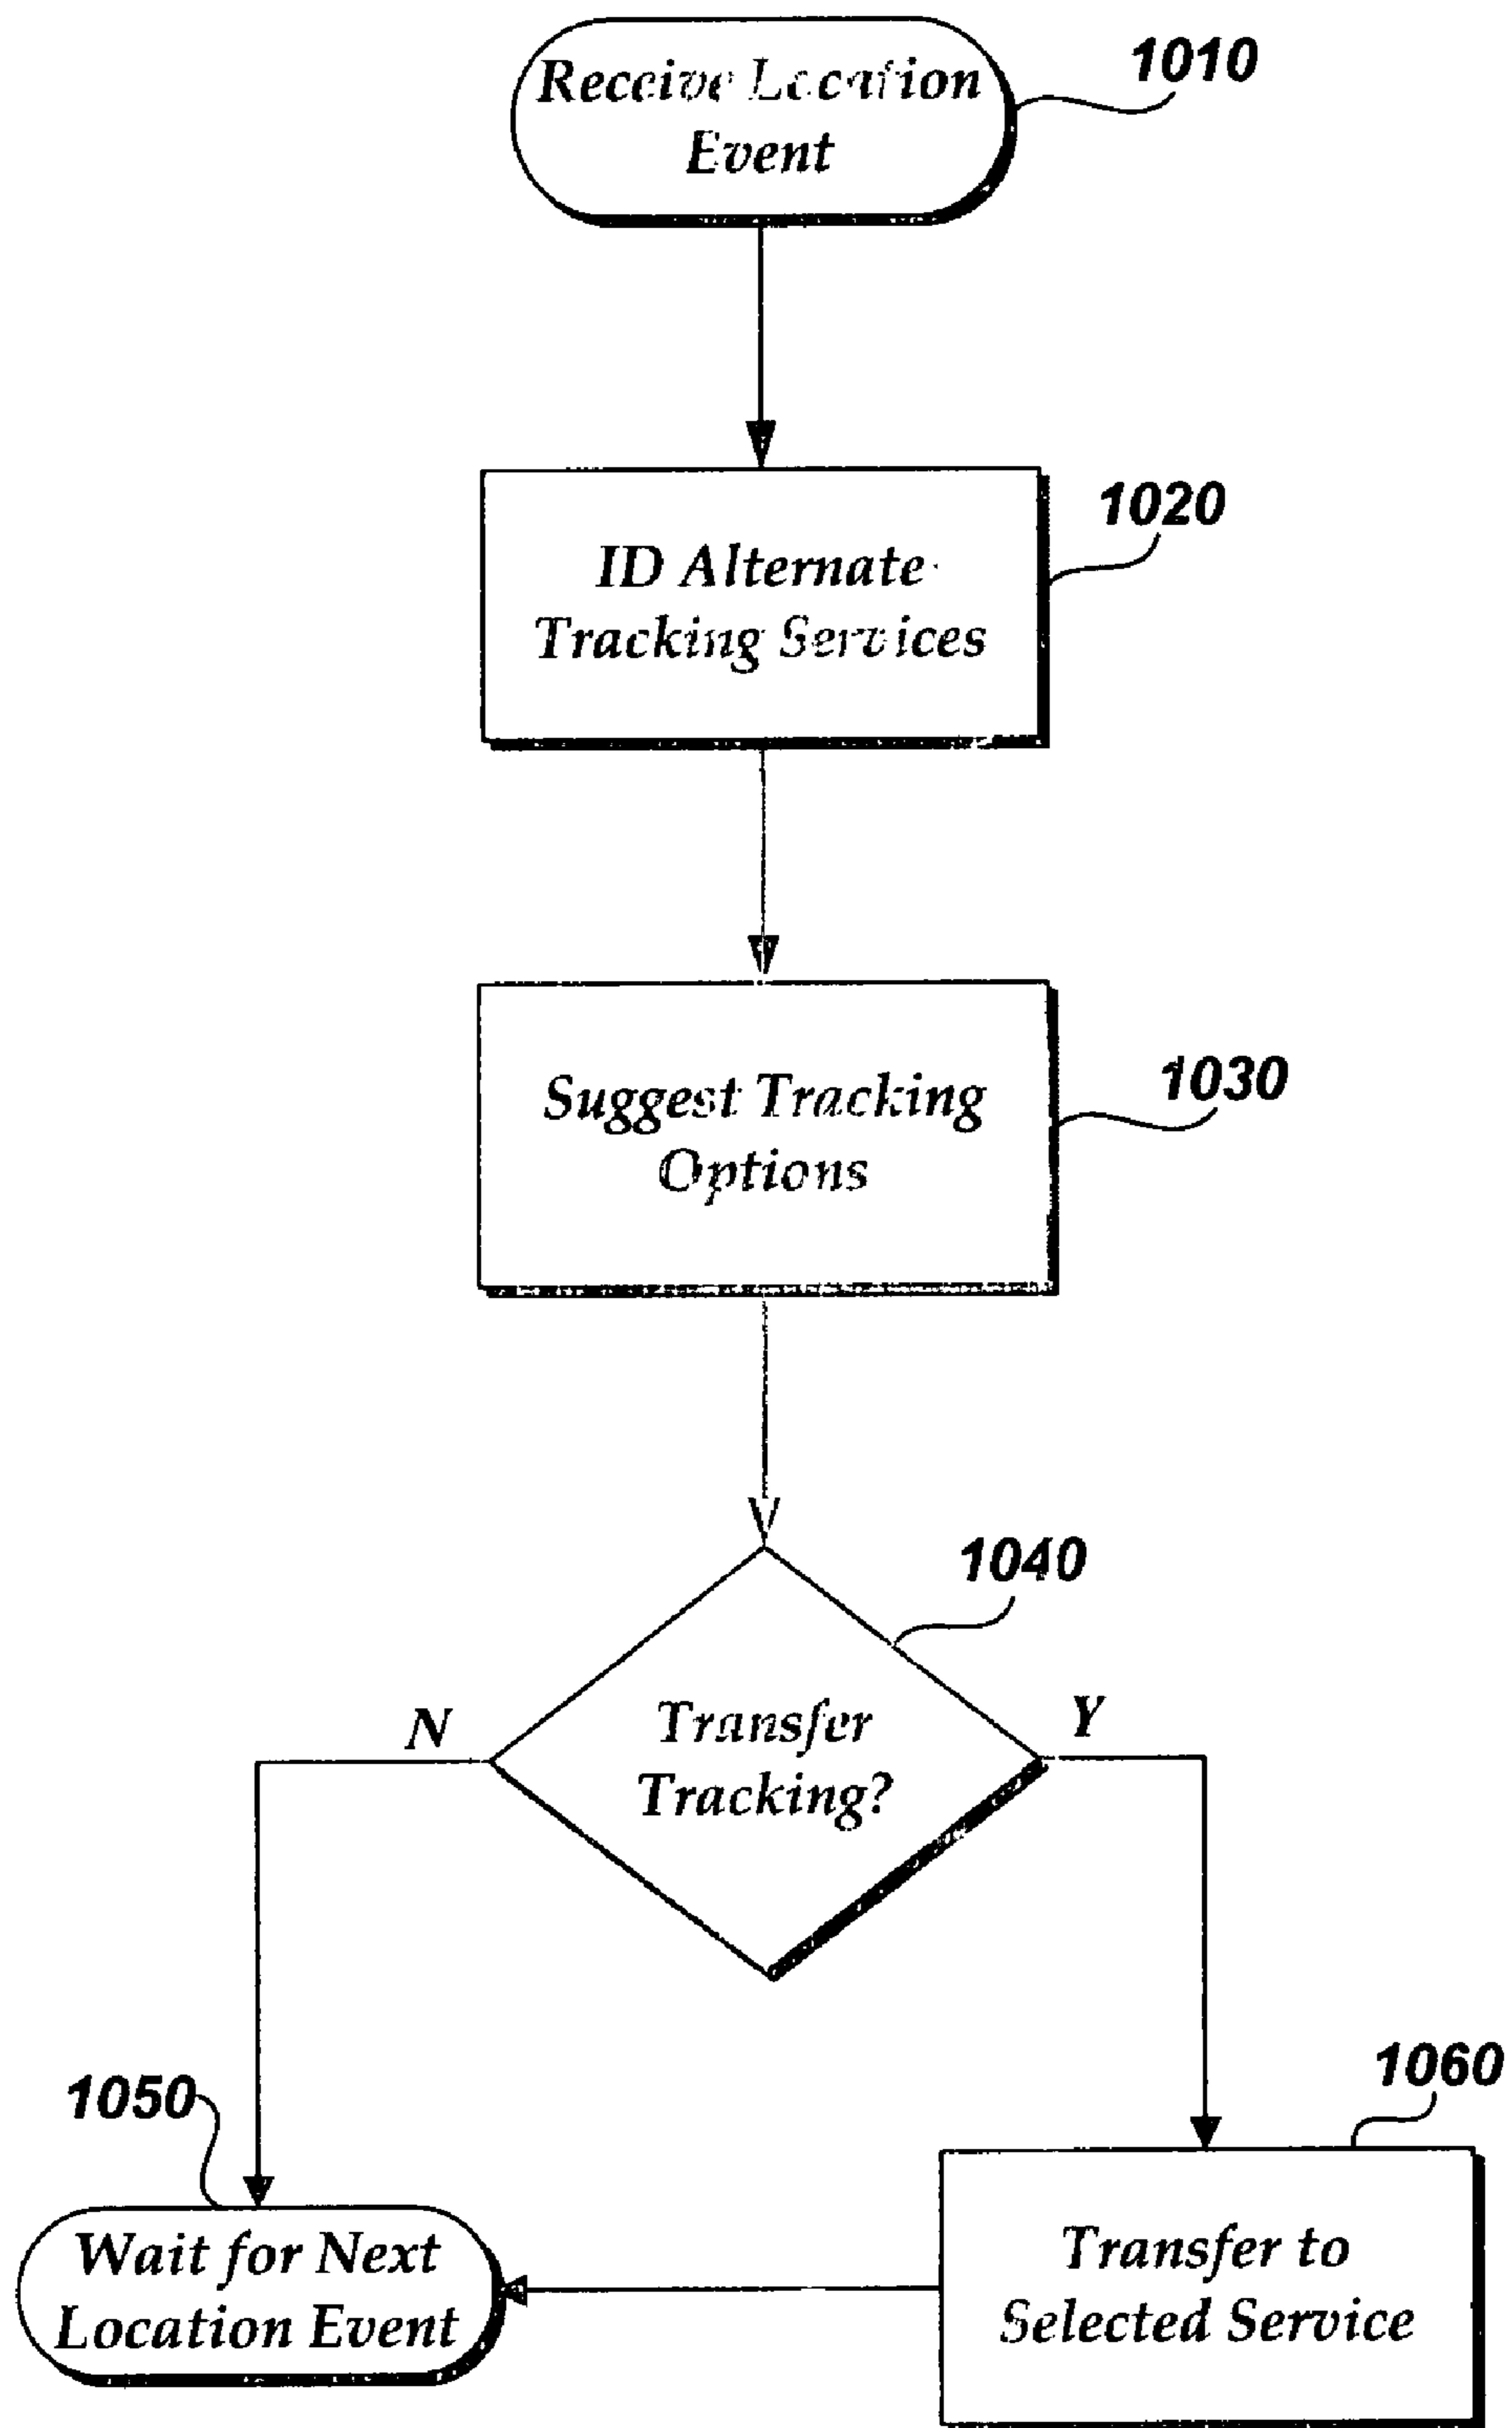 Receive Location
Event
1010
ID Alternate
Tracking Services
1020
Suggest Tracking
Options
1030
1040
Transfer
Tracking?
N
Y
1050
Wait for Next
Location Event
1060
Transfer to
Selected Service